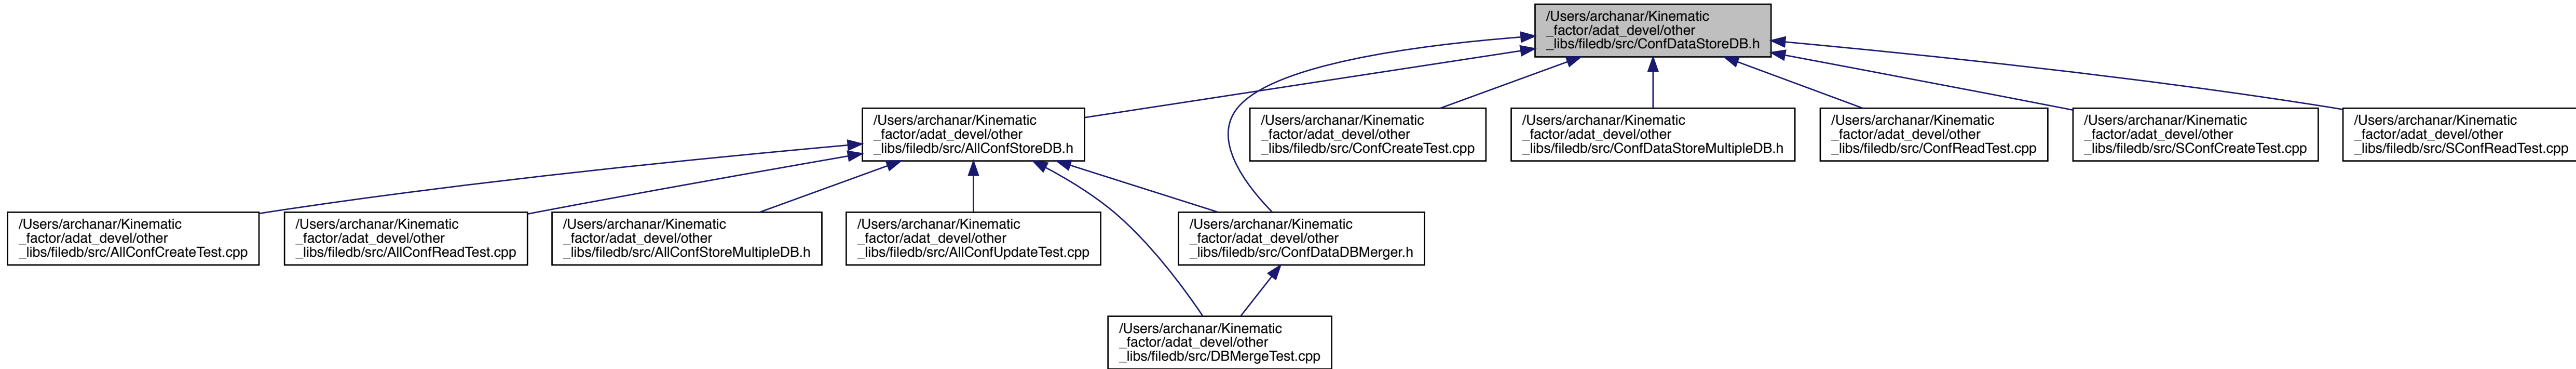 /Users/archanar/Kinematic
_factor/adat_devel/other
_libs/filedb/src/ConfDataStoreDB.h
/Users/archanar/Kinematic
_factor/adat_devel/other
_libs/filedb/src/AllConfStoreDB.h
/Users/archanar/Kinematic
_factor/adat_devel/other
_libs/filedb/src/ConfCreateTest.cpp
/Users/archanar/Kinematic
_factor/adat_devel/other
_libs/filedb/src/ConfDataStoreMultipleDB.h
/Users/archanar/Kinematic
_factor/adat_devel/other
_libs/filedb/src/ConfReadTest.cpp
/Users/archanar/Kinematic
_factor/adat_devel/other
_libs/filedb/src/SConfCreateTest.cpp
/Users/archanar/Kinematic
_factor/adat_devel/other
_libs/filedb/src/SConfReadTest.cpp
/Users/archanar/Kinematic
_factor/adat_devel/other
_libs/filedb/src/AllConfCreateTest.cpp
/Users/archanar/Kinematic
_factor/adat_devel/other
_libs/filedb/src/AllConfReadTest.cpp
/Users/archanar/Kinematic
_factor/adat_devel/other
_libs/filedb/src/AllConfStoreMultipleDB.h
/Users/archanar/Kinematic
_factor/adat_devel/other
_libs/filedb/src/AllConfUpdateTest.cpp
/Users/archanar/Kinematic
_factor/adat_devel/other
_libs/filedb/src/ConfDataDBMerger.h
/Users/archanar/Kinematic
_factor/adat_devel/other
_libs/filedb/src/DBMergeTest.cpp